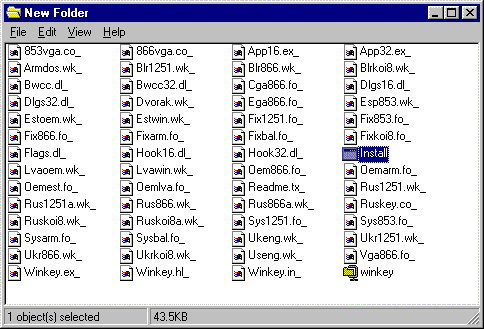 New Folder
File Edit View Help
853vga.co_ 866vga.co_ App16.ex_ App32.ex_
Armdos.wk_ Blr1251.wk_ Blr866.wk_ Blrkoi8.wk_
Bwcc.dl_ Bwcc32.dl_ Cga866.fo_ Dlgs16.dl_
Dlgs32.dl_ Dvorak.wk_ Ega866.fo_ Esp853.wk_
Estoem.wk_ Estwin.wk_ Fix1251.fo_ Fix853.fo_
Fix866.fo_ Fixarm.fo_ Fixbal.fo_ Fixkoi8.fo_
Flags.dl_ Hook16.dl_ Hook32.dl_ Install
Lvaoem.wk_ Lvawin.wk_ Oem866.fo_ Oemarm.fo_
Oemest.fo_ Oemlva.fo_ Readme.tx_ Rus1251.wk_
Rus1251a.wk_ Rus866.wk_ Rus866a.wk_ Ruskey.co_
Ruskoi8.wk_ Ruskoi8a.wk_ Sys1251.fo_ Sys853.fo_
Sysarm.fo_ Sysbal.fo_ Ukeng.wk_ Ukr1251.wk_
Ukr866.wk_ Ukrkoi8.wk_ Useng.wk_ Vga866.fo_
Winkey.ex_ Winkey.hl_ Winkey.in_ winkey
1 object(s) selected 43.5KB